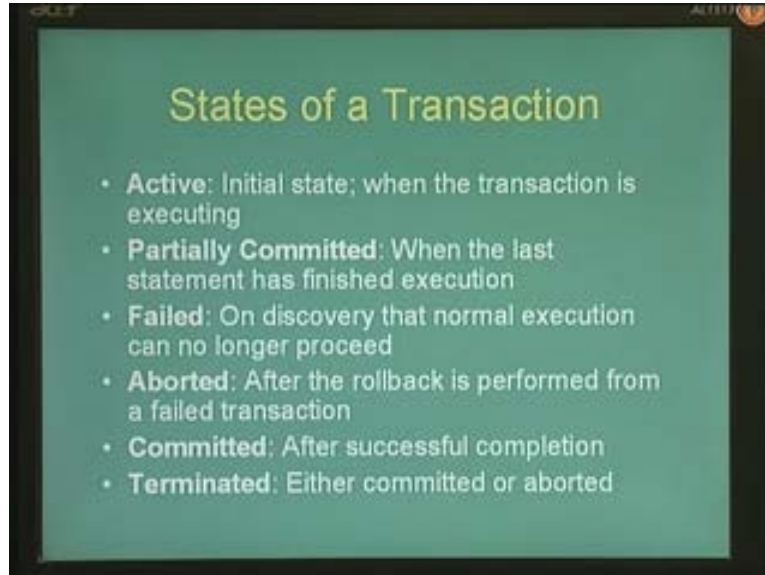 acer
States of a Transaction
• Active: Initial state; when the transaction is
executing
• Partially Committed: When the last
statement has finished execution
• Failed: On discovery that normal execution
can no longer proceed
• Aborted: After the rollback is performed from
a failed transaction
• Committed: After successful completion
• Terminated: Either committed or aborted